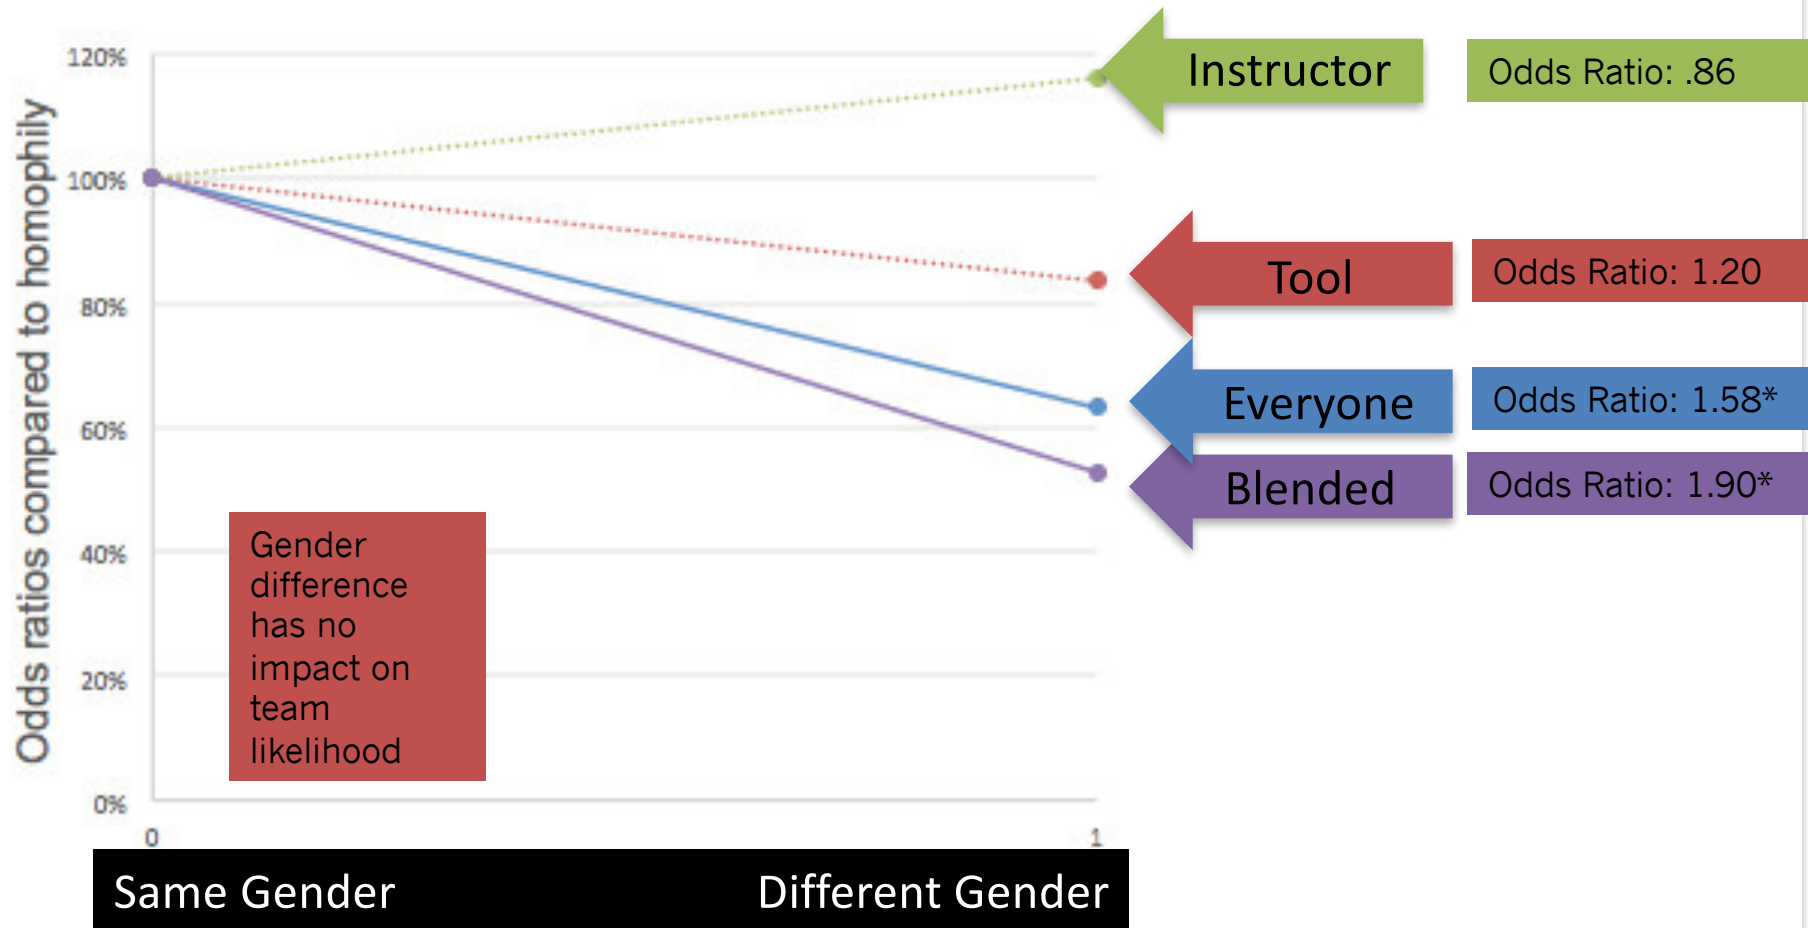 Odds ratios compared to homophily
120%
100%
80%
60%
40%
20%
0%
0
1
Same Gender
Different Gender
Gender
difference
has no
impact on
team
likelihood
Instructor
Odds Ratio: .86
Tool
Odds Ratio: 1.20
Everyone
Odds Ratio: 1.58*
Blended
Odds Ratio: 1.90*